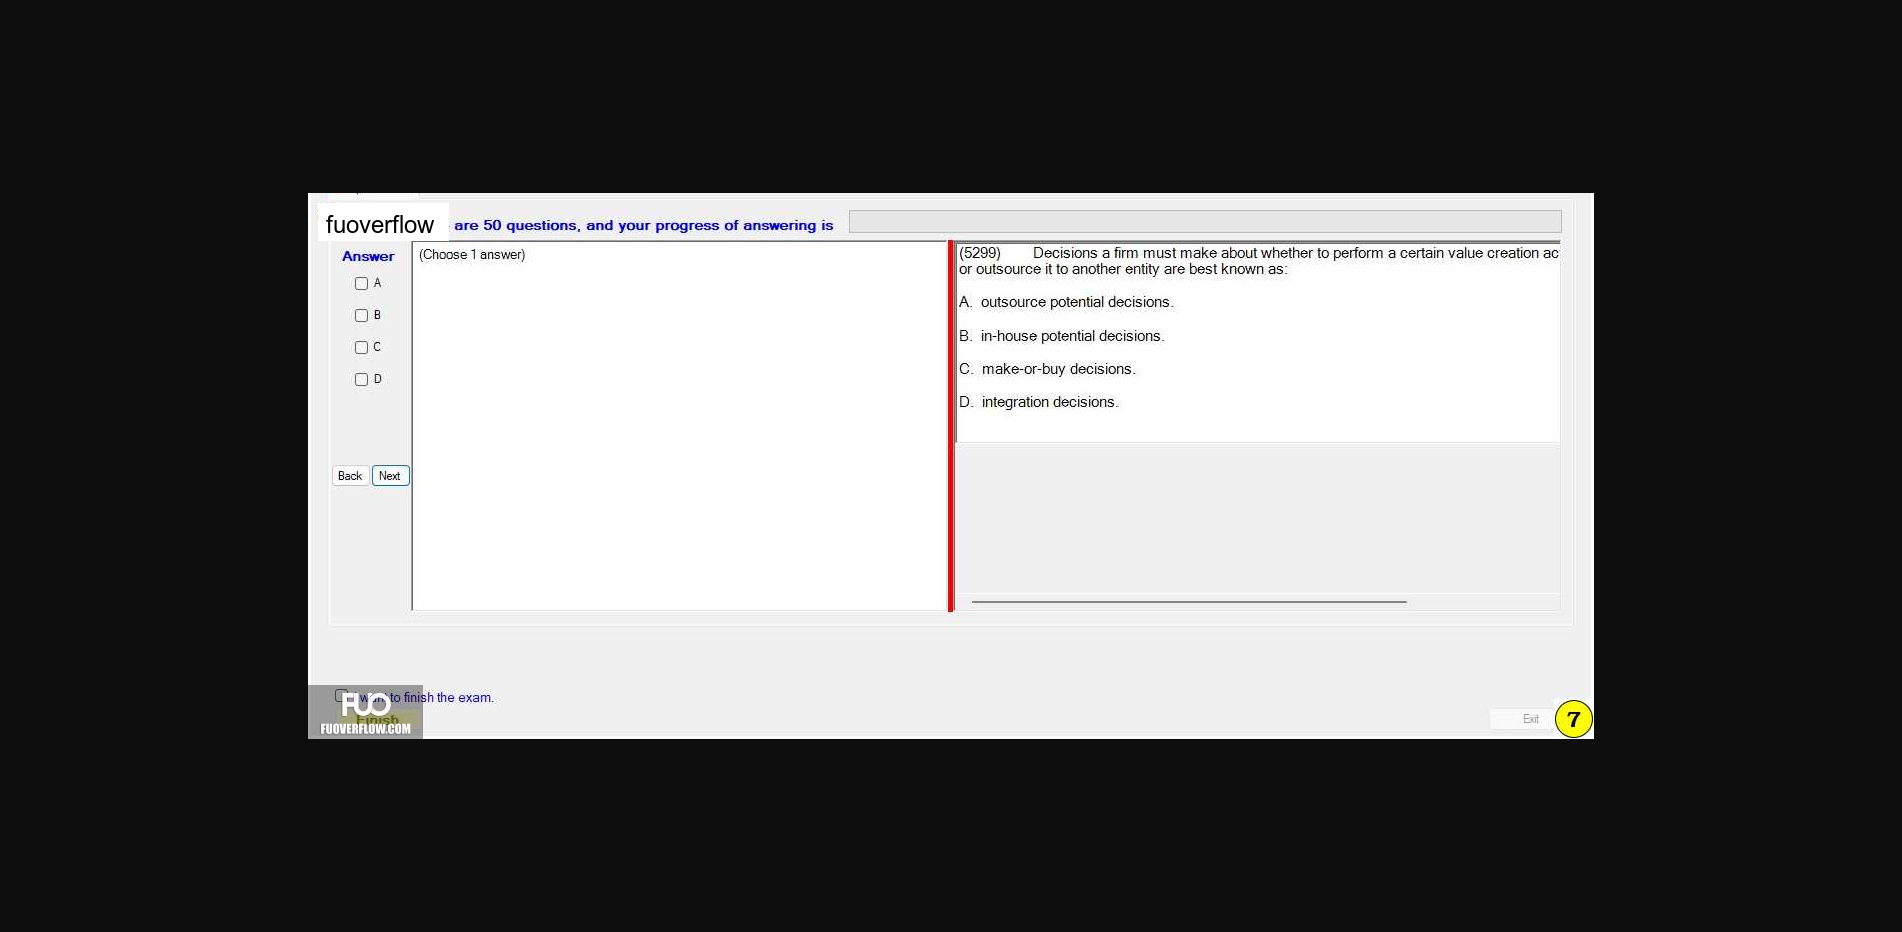 fuoverflow are 50 questions, and your progress of answering is
Answer
(Choose 1 answer)
A
B
C
D
Back Next
(5299) Decisions a firm must make about whether to perform a certain value creation
or outsource it to another entity are best known as:
A. outsource potential decisions.
B. in-house potential decisions.
C. make-or-buy decisions.
D. integration decisions.
want to finish the exam.
Finish
FUO
FUOVERFLOW.COM
Exit
7